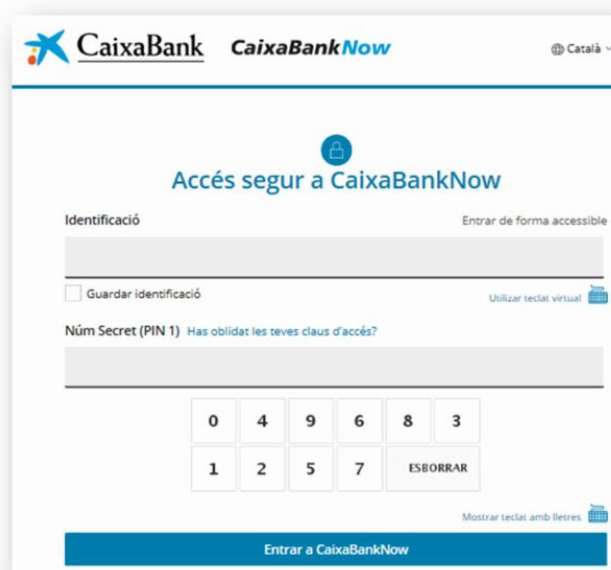 CaixaBank CaixaBankNow Català
Accés segur a CaixaBankNow
Identificació Entrar de forma accessible
Guardar identificació Utilizar teclat virtual
Núm Secret (PIN 1) Has oblidat les teves claus d'accés?
0 4 9 6 8 3
1 2 5 7 ESBORRAR
Mostrar teclat amb lletres
Entrar a CaixaBankNow